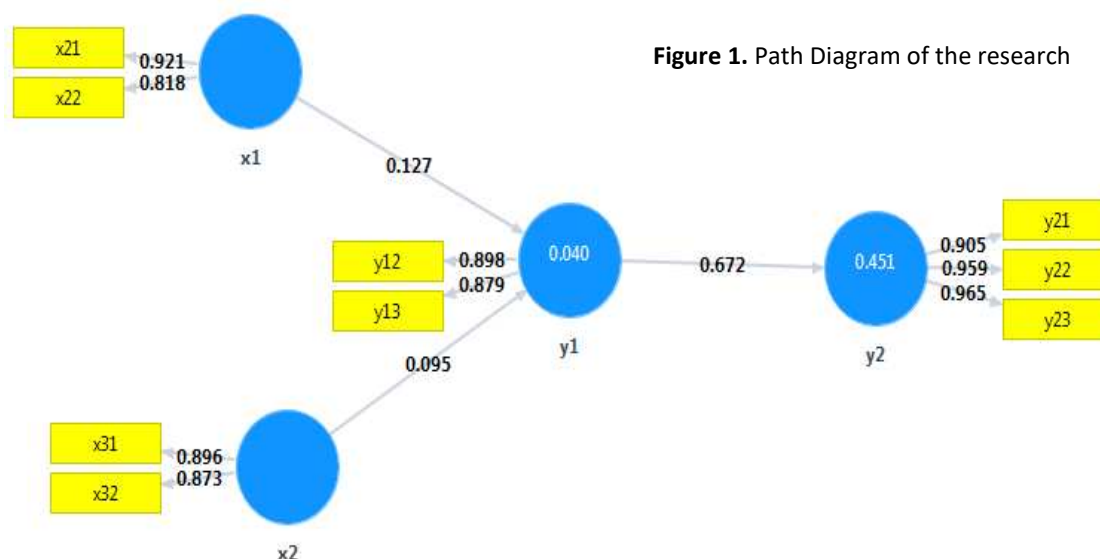 Figure 1. Path Diagram of the research
x21
0.921
x22
0.818
x1
0.127
y12
0.898
y13
0.879
0.040
y1
0.672
0.451
y2
y21
0.905
y22
0.959
y23
0.965
0.095
x31
0.896
x32
0.873
x2